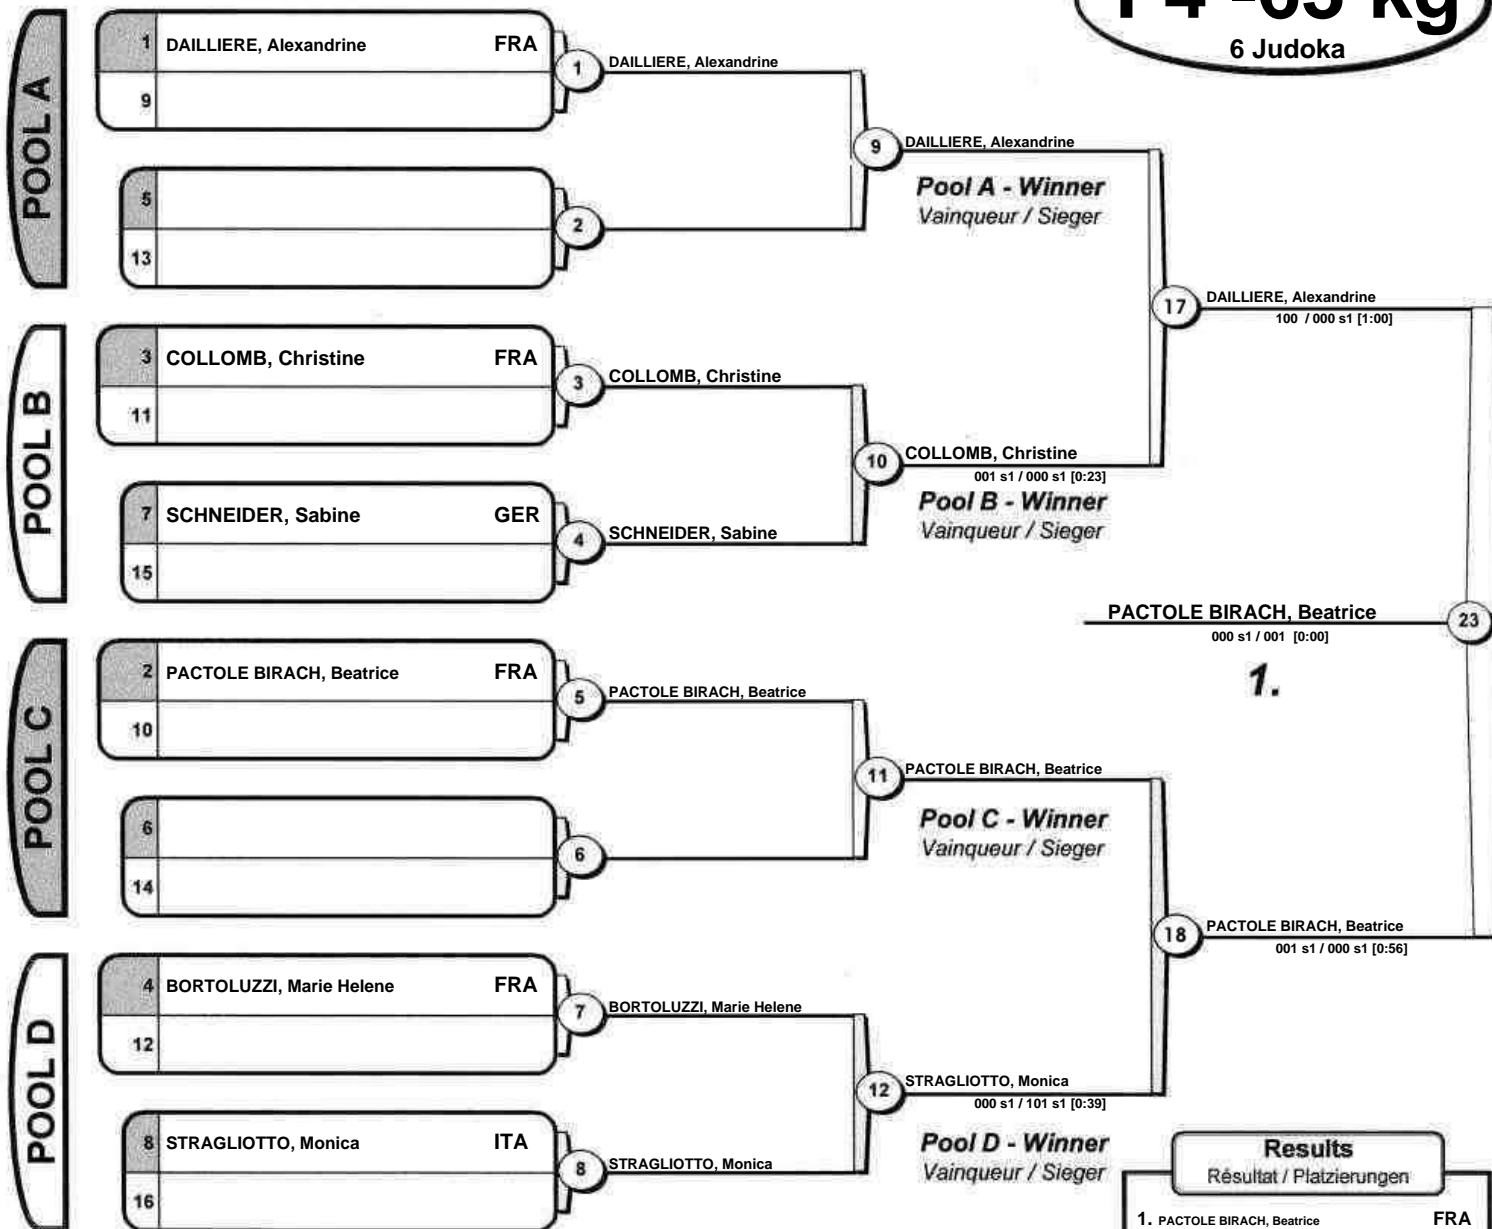 6 Judoka
POOL A
1 DAILLIERE, Alexandrine FRA
9
5
13
1 DAILLIERE, Alexandrine
2
9 DAILLIERE, Alexandrine
Pool A - Winner
Vainqueur / Sieger
17 DAILLIERE, Alexandrine
100 / 000 s1 [1:00]
POOL B
3 COLLOMB, Christine FRA
11
7 SCHNEIDER, Sabine GER
15
3 COLLOMB, Christine
4 SCHNEIDER, Sabine
10 COLLOMB, Christine
001 s1 / 000 s1 [0:23]
Pool B - Winner
Vainqueur / Sieger
PACTOLE BIRACH, Beatrice 23
000 s1 / 001 [0:00]
1.
POOL C
2 PACTOLE BIRACH, Beatrice FRA
10
6
14
5 PACTOLE BIRACH, Beatrice
6
11 PACTOLE BIRACH, Beatrice
Pool C - Winner
Vainqueur / Sieger
18 PACTOLE BIRACH, Beatrice
001 s1 / 000 s1 [0:56]
POOL D
4 BORTOLUZZI, Marie Helene FRA
12
8 STRAGLIOTTO, Monica ITA
16
7 BORTOLUZZI, Marie Helene
8 STRAGLIOTTO, Monica
12 STRAGLIOTTO, Monica
000 s1 / 101 s1 [0:39]
Pool D - Winner
Vainqueur / Sieger
Results
Résultat / Platzierungen
1. PACTOLE BIRACH, Beatrice FRA